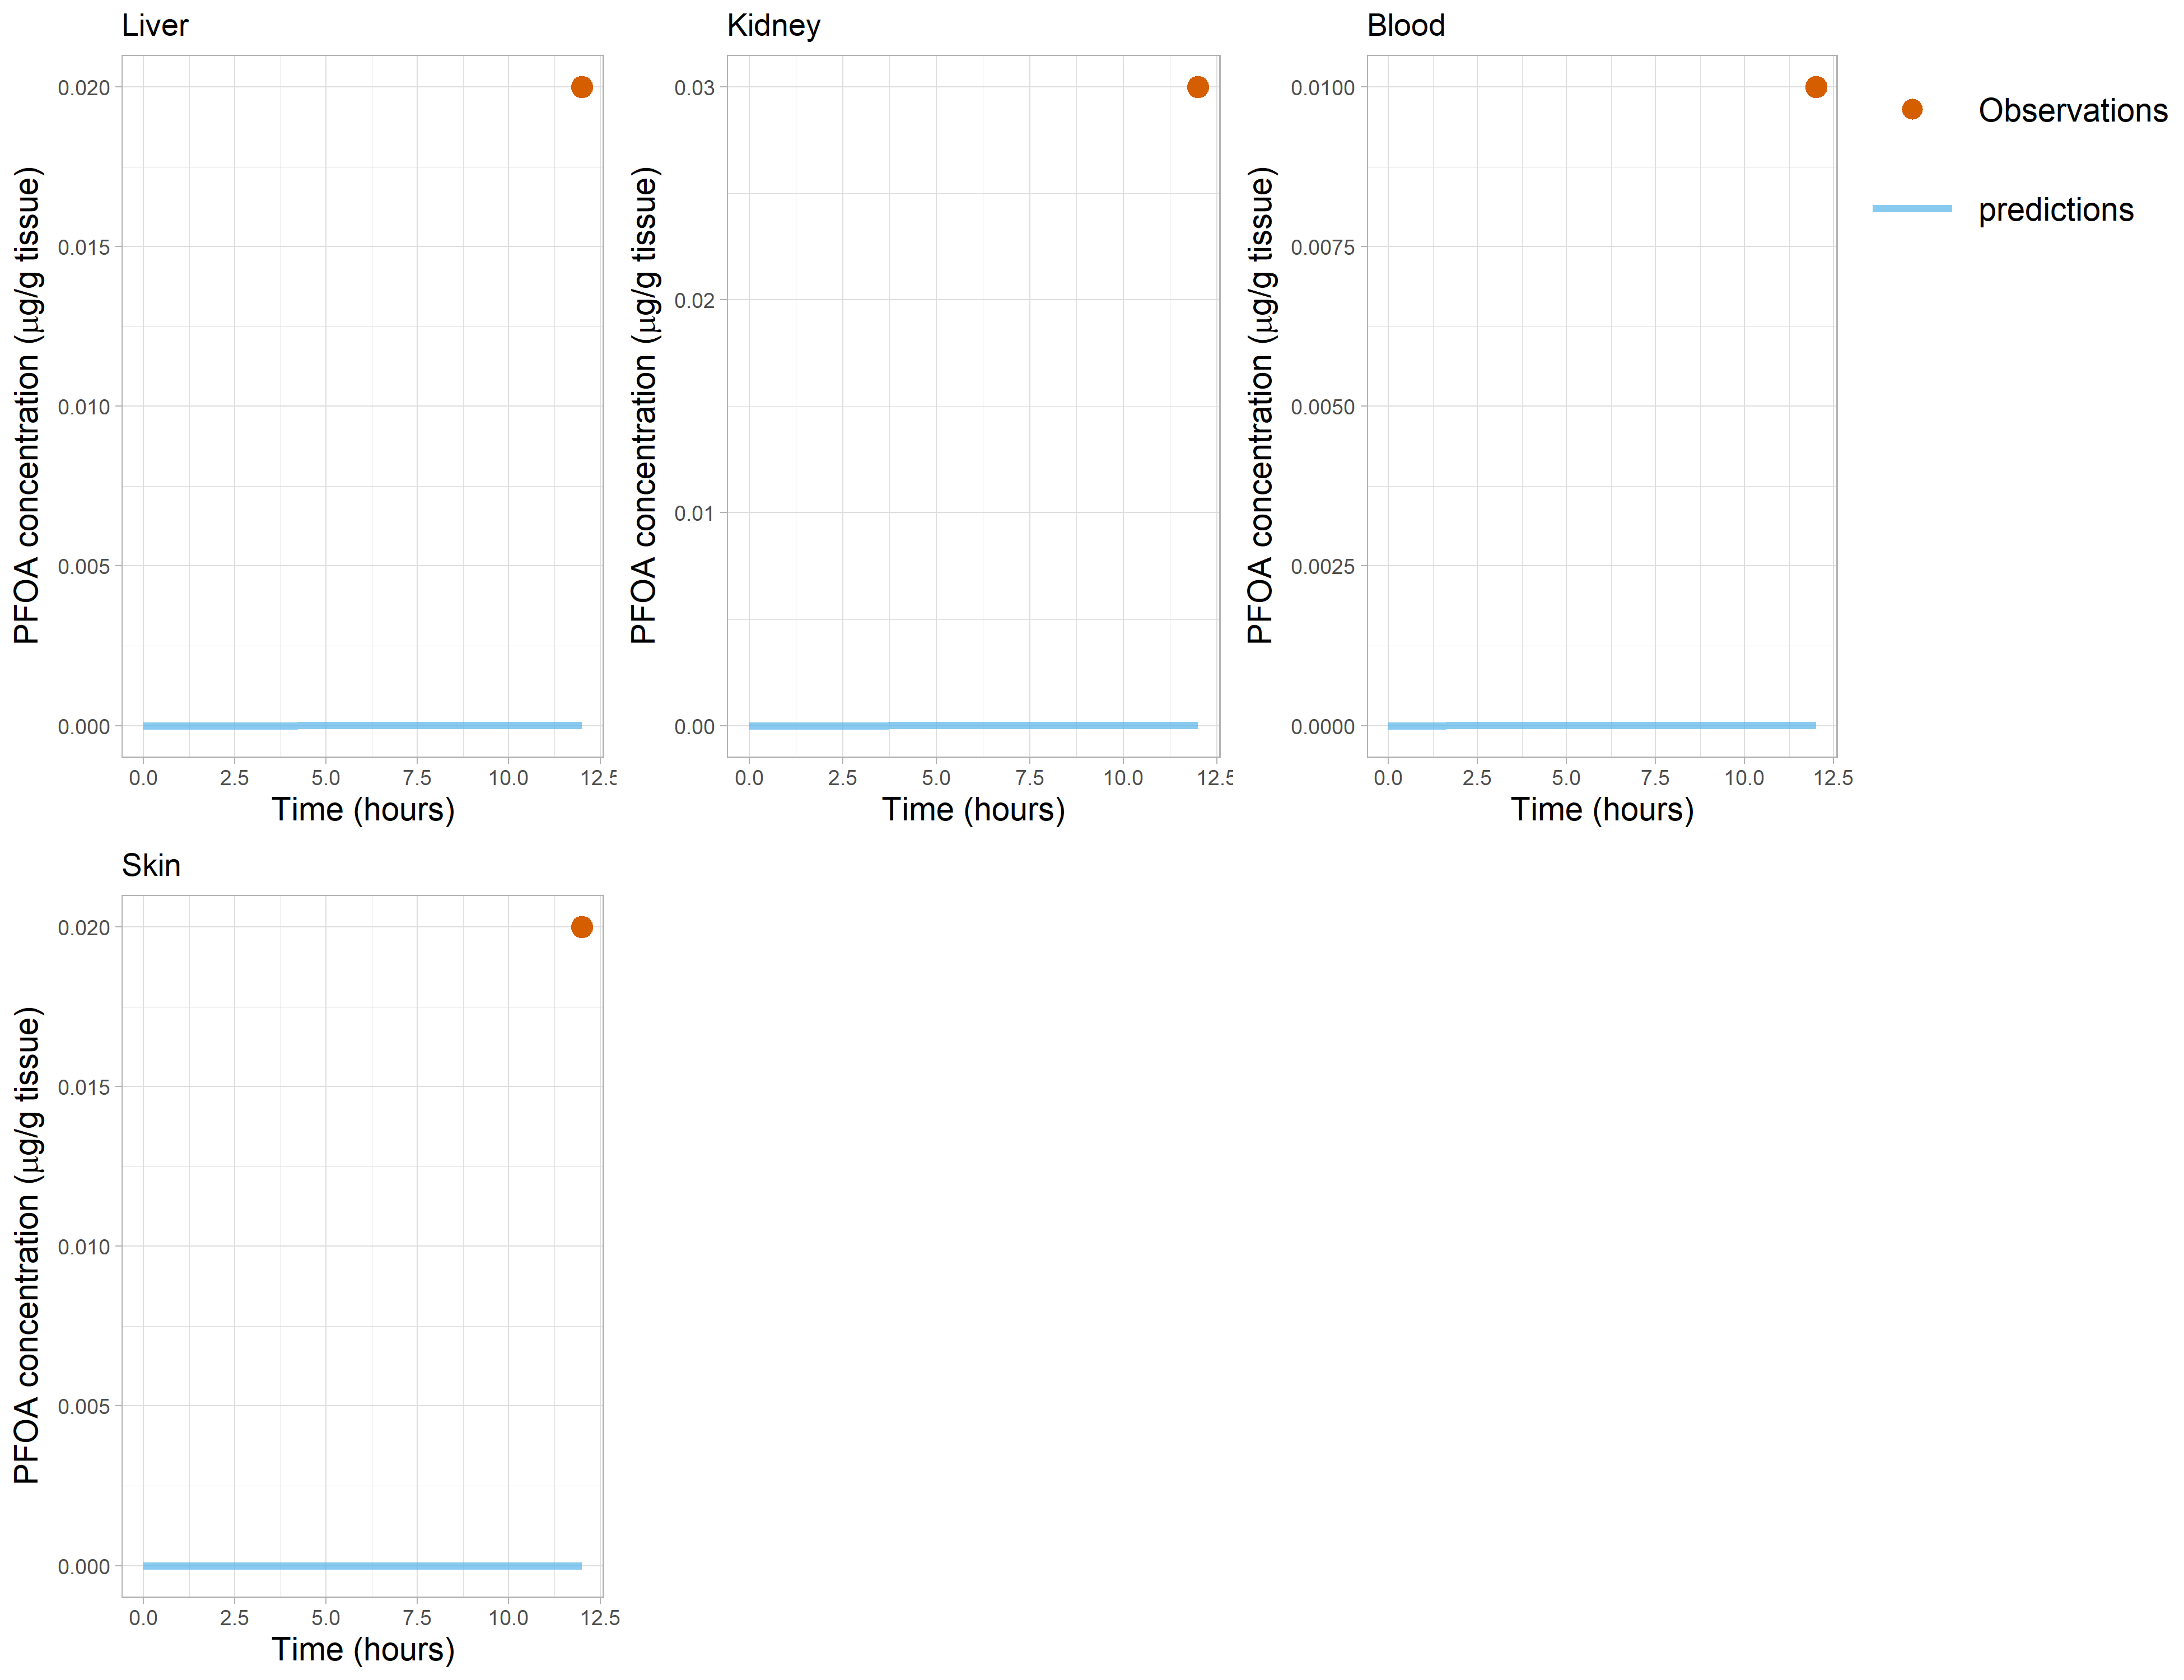 Liver
PFOA concentration (μg/g tissue)
0.020
0.015
0.010
0.005
0.000
0.0 2.5 5.0 7.5 10.0 12.5
Time (hours)
Kidney
PFOA concentration (μg/g tissue)
0.03
0.02
0.01
0.00
0.0 2.5 5.0 7.5 10.0 12.5
Time (hours)
Blood
PFOA concentration (μg/g tissue)
0.0100
0.0075
0.0050
0.0025
0.0000
0.0 2.5 5.0 7.5 10.0 12.5
Time (hours)
Observations
predictions
Skin
PFOA concentration (μg/g tissue)
0.020
0.015
0.010
0.005
0.000
0.0 2.5 5.0 7.5 10.0 12.5
Time (hours)